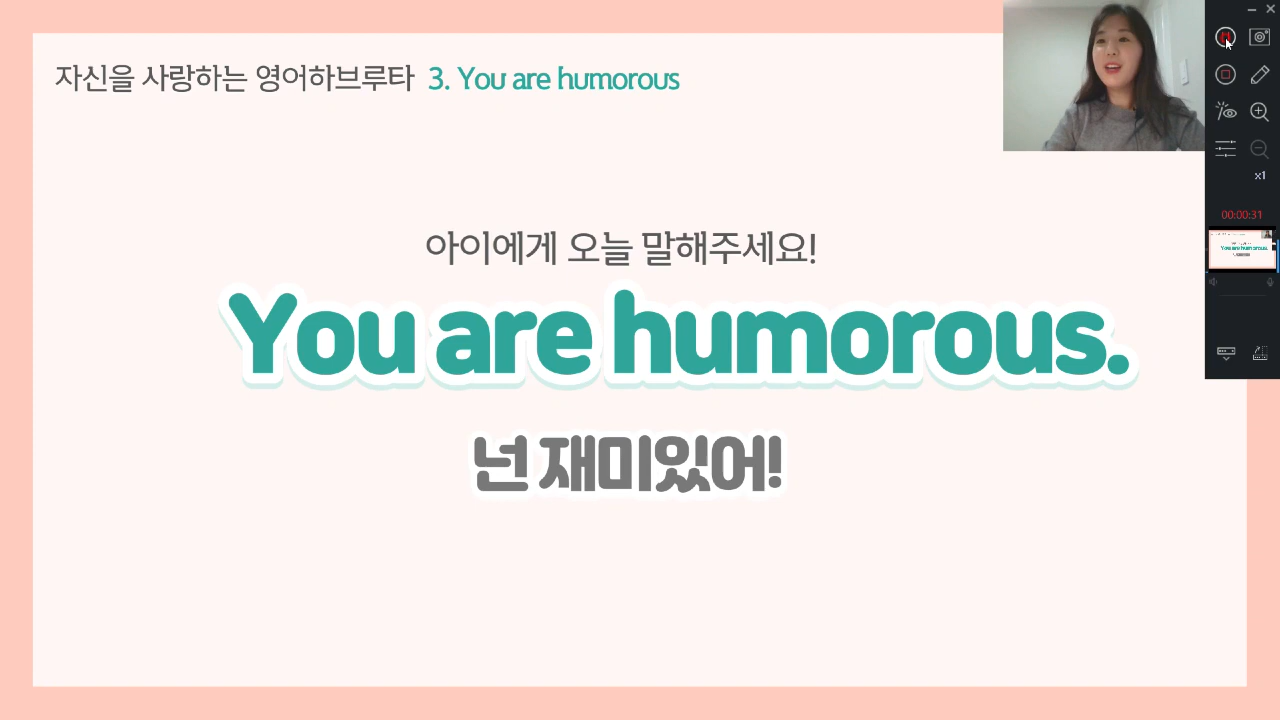 자신을 사랑하는 영어하브루타 3. You are humorous
아이에게 오늘 말해주세요!
You are humorous.
넌 재미있어!
x1
00:00:31